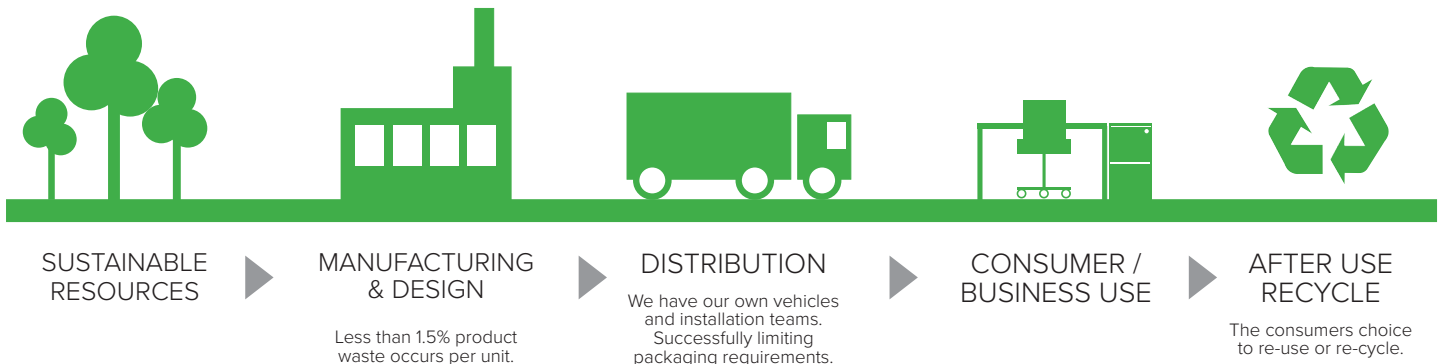 SUSTAINABLE
RESOURCES
MANUFACTURING
& DESIGN
Less than 1.5% product
waste occurs per unit.
DISTRIBUTION
We have our own vehicles
and installation teams.
Successfully limiting
packaging requirements.
CONSUMER /
BUSINESS USE
AFTER USE
RECYCLE
The consumers choice
to re-use or re-cycle.